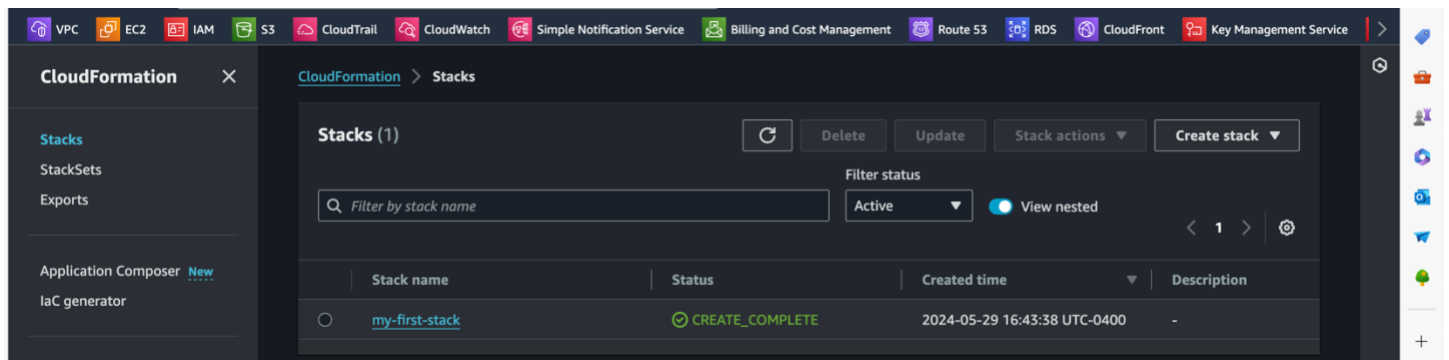 VPC EC2 IAM S3 CloudTrail CloudWatch Simple Notification Service Billing and Cost Management Route 53 RDS CloudFront Key Management Service
CloudFormation
Stacks
StackSets
Exports
Application Composer New
IaC generator
CloudFormation > Stacks
Stacks (1)
Delete Update Stack actions Create stack
Filter status
Filter by stack name Active View nested
1
Stack name Status Created time Description
my-first-stack CREATE_COMPLETE 2024-05-29 16:43:38 UTC-0400 -